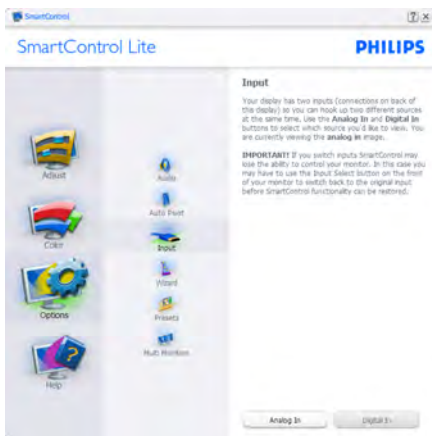 SmartControl
SmartControl Lite
PHILIPS
Adjust
Color
Options
Help
Audio
Auto Pivot
Input
Wizard
Presets
Multi Monitors
Input
Your display has two inputs (connections on back of
the display) so you can hook up two different sources
at the same time. Use the Analog In and Digital in
buttons to select which source you'd like to view. You
are currently viewing the analog in image.
IMPORTANT! If you switch inputs SmartControl may
lose the ability to control your monitor. In the case you
may have to use the Input Select button on the front
of your monitor to switch back to the original input
before SmartControl functionality can be restored.
Analog In
Digital In